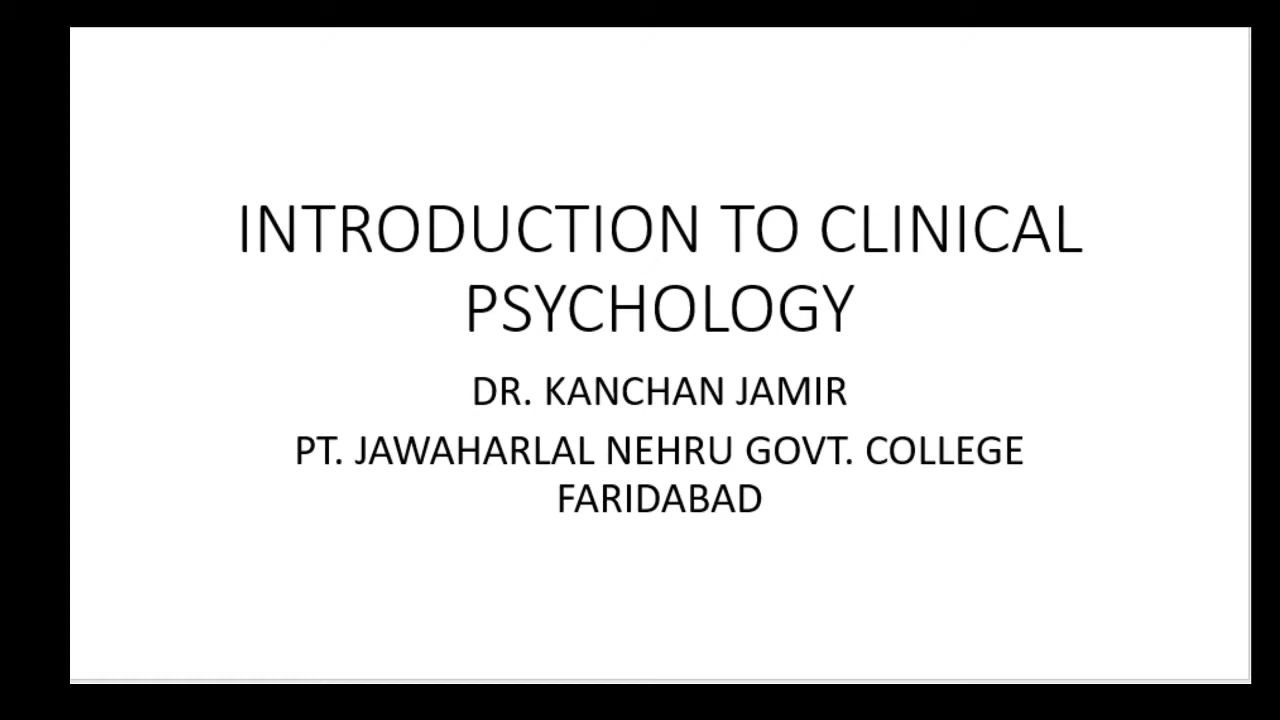 INTRODUCTION TO CLINICAL
PSYCHOLOGY
DR. KANCHAN JAMIR
PT. JAWAHARLAL NEHRU GOVT. COLLEGE
FARIDABAD